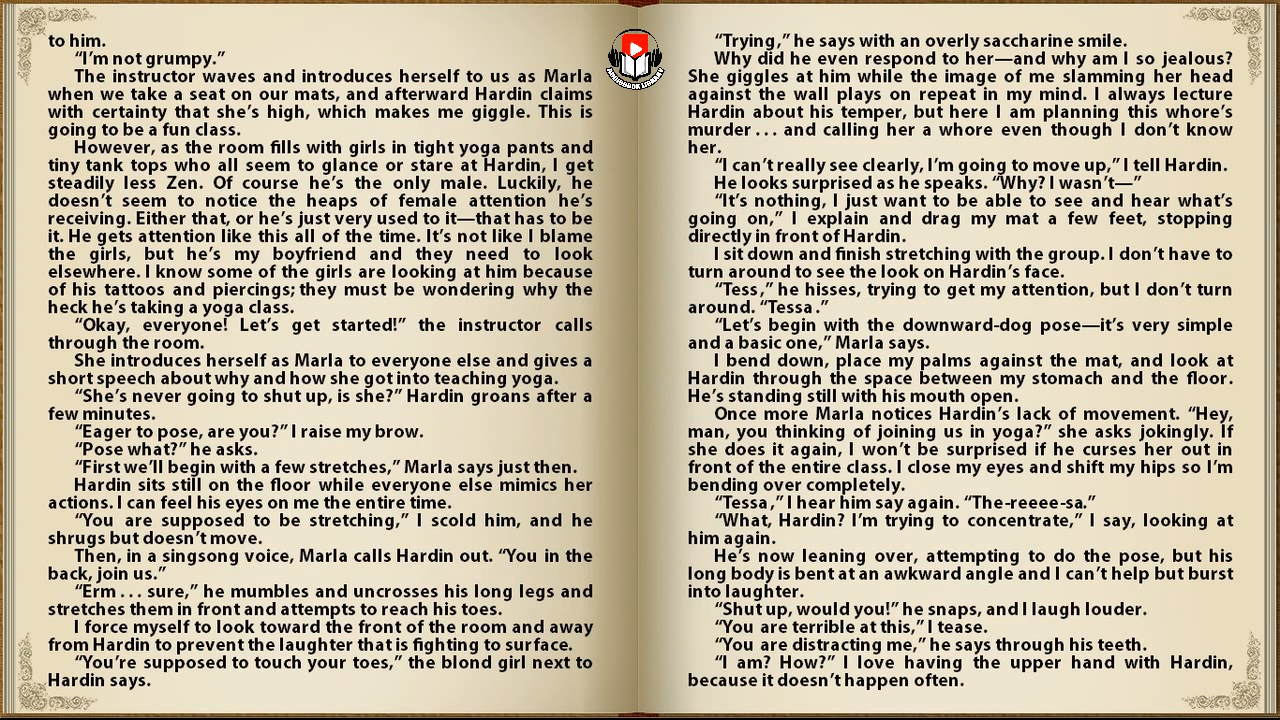 to him.
“I’m not grumpy.”
The instructor waves and introduces herself to us as Marla
when we take a seat on our mats, and afterward Hardin claims
with certainty that she’s high, which makes me giggle. This is
going to be a fun class.
However, as the room fills with girls in tight yoga pants and
tiny tank tops who all seem to glance or stare at Hardin, I get
steadily less Zen. Of course he’s the only male. Luckily, he
doesn’t seem to notice the heaps of female attention he’s
receiving. Either that, or he’s just very used to it—that has to be
it. He gets attention like this all of the time. It’s not like I blame
the girls, but he’s my boyfriend and they need to look
elsewhere. I know some of the girls are looking at him because
of his tattoos and piercings; they must be wondering why the
heck he’s taking a yoga class.
“Okay, everyone! Let’s get started!” the instructor calls
through the room.
She introduces herself as Marla to everyone else and gives a
short speech about why and how she got into teaching yoga.
“She’s never going to shut up, is she?” Hardin groans after a
few minutes.
“Eager to pose, are you?” I raise my brow.
“Pose what?” he asks.
“First we’ll begin with a few stretches,” Marla says just then.
Hardin sits still on the floor while everyone else mimics her
actions. I can feel his eyes on me the entire time.
“You are supposed to be stretching,” I scold him, and he
shrugs but doesn’t move.
Then, in a singsong voice, Marla calls Hardin out. “You in the
back, join us.”
“Erm . . . sure,” he mumbles and uncrosses his long legs and
stretches them in front and attempts to reach his toes.
I force myself to look toward the front of the room and away
from Hardin to prevent the laughter that is fighting to surface.
“You’re supposed to touch your toes,” the blond girl next to
Hardin says.
“Trying,” he says with an overly saccharine smile.
Why did he even respond to her—and why am I so jealous?
She giggles at him while the image of me slamming her head
against the wall plays on repeat in my mind. I always lecture
Hardin about his temper, but here I am planning this whore’s
murder . . . and calling her a whore even though I don’t know
her.
“I can’t really see clearly, I’m going to move up,” I tell Hardin.
He looks surprised as he speaks. “Why? I wasn’t—”
“It’s nothing, I just want to be able to see and hear what’s
going on,” I explain and drag my mat a few feet, stopping
directly in front of Hardin.
I sit down and finish stretching with the group. I don’t have to
turn around to see the look on Hardin’s face.
“Tess,” he hisses, trying to get my attention, but I don’t turn
around. “Tessa.”
“Let’s begin with the downward-dog pose—it’s very simple
and a basic one,” Marla says.
I bend down, place my palms against the mat, and look at
Hardin through the space between my stomach and the floor.
He’s standing still with his mouth open.
Once more Marla notices Hardin’s lack of movement. “Hey,
man, you thinking of joining us in yoga?” she asks jokingly. If
she does it again, I won’t be surprised if he curses her out in
front of the entire class. I close my eyes and shift my hips so I’m
bending over completely.
“Tessa,” I hear him say again. “The-reeee-sa.”
“What, Hardin? I’m trying to concentrate,” I say, looking at
him again.
He’s now leaning over, attempting to do the pose, but his
long body is bent at an awkward angle and I can’t help but burst
into laughter.
“Shut up, would you!” he snaps, and I laugh louder.
“You are terrible at this,” I tease.
“You are distracting me,” he says through his teeth.
“I am? How?” I love having the upper hand with Hardin,
because it doesn’t happen often.